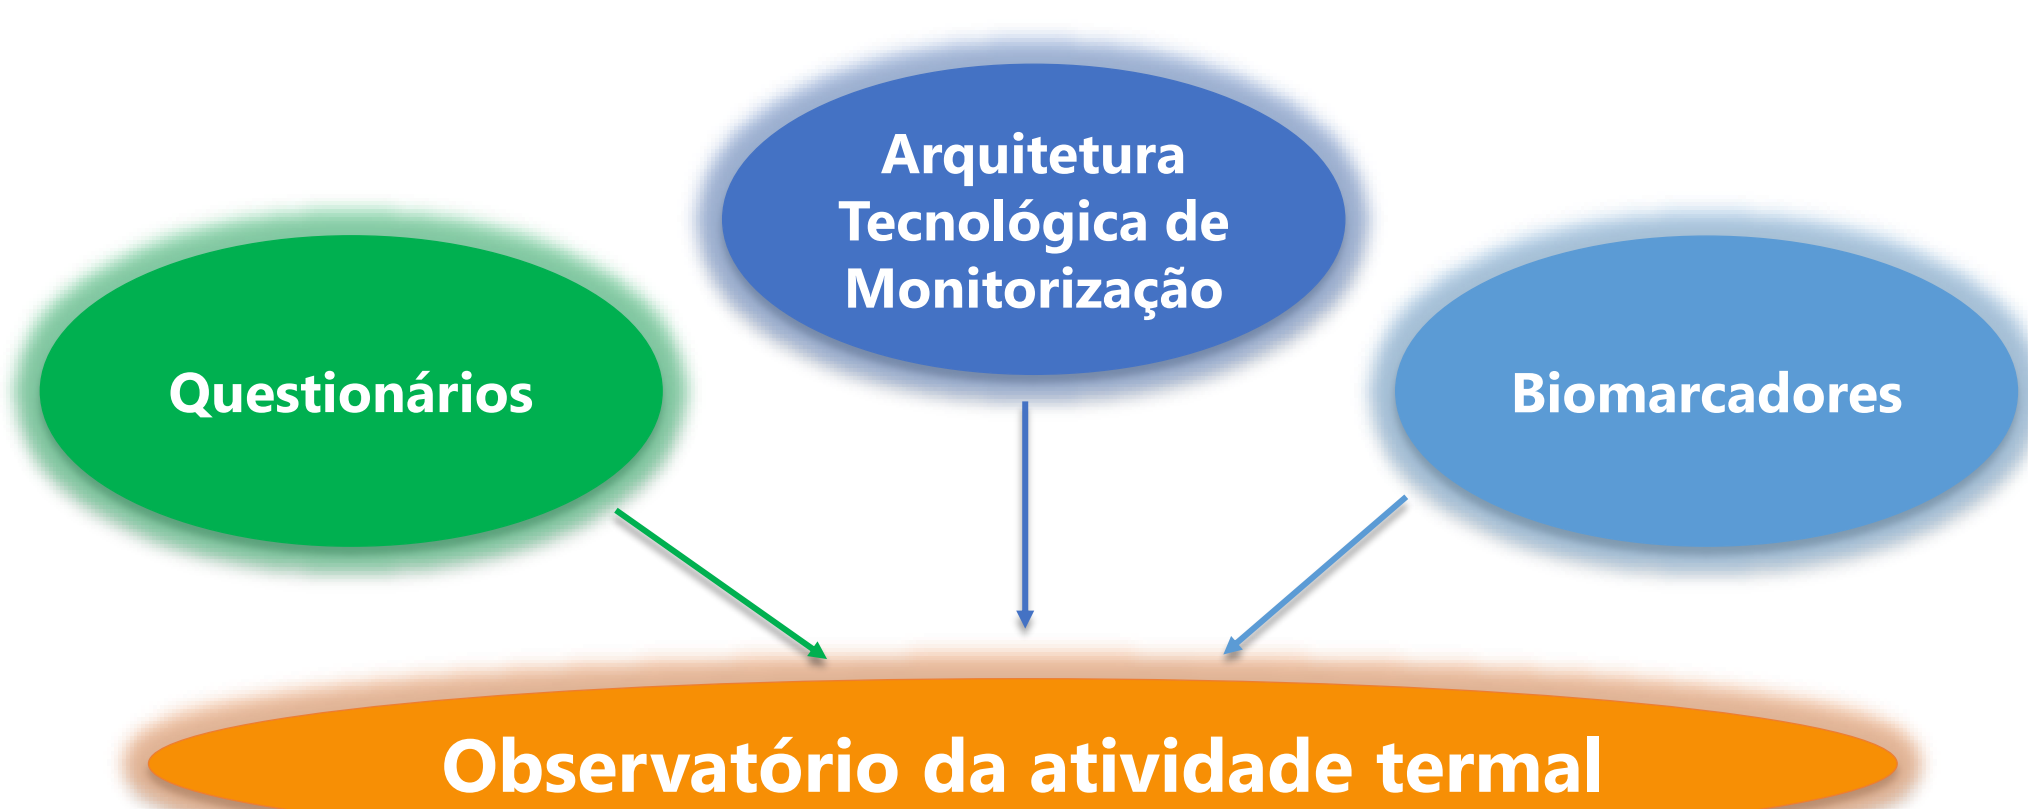 Arquitetura
Tecnológica de
Monitorização
Questionários
Biomarcadores
Observatório da atividade termal